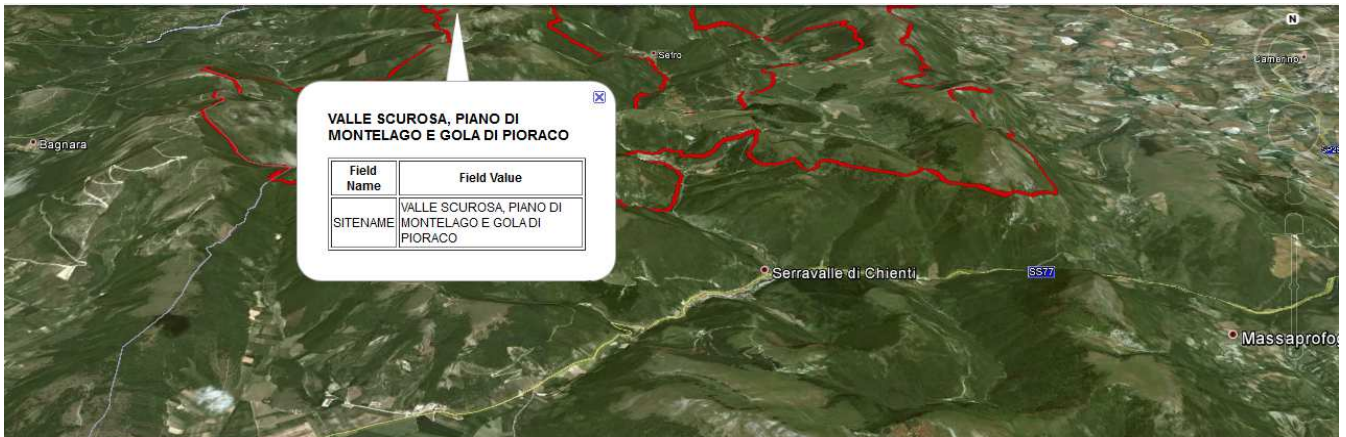 N
Sefro
Camerino
VALLE SCUROSA, PIANO DI
MONTELAGO E GOLA DI PIORACO
Bagnara
Field
Name
Field Value
SITENAME
VALLE SCUROSA, PIANO DI
MONTELAGO E GOLA DI
PIORACO
Serravalle di Chienti
SS77
Massaprofo